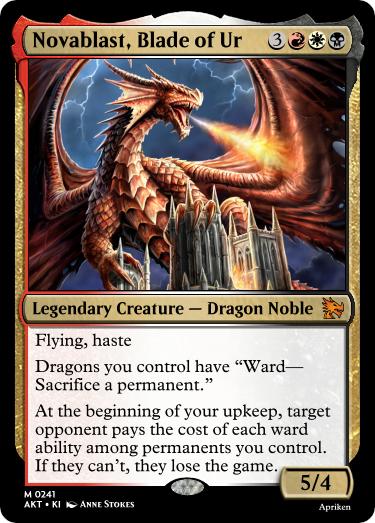 Novablast, Blade of Ur 3
Legendary Creature — Dragon Noble
Flying, haste
Dragons you control have “Ward—
Sacrifice a permanent.”
At the beginning of your upkeep, target
opponent pays the cost of each ward
ability among permanents you control.
If they can't, they lose the game.
5/4
M 0241
AKT • KI Anne Stokes
Apriken